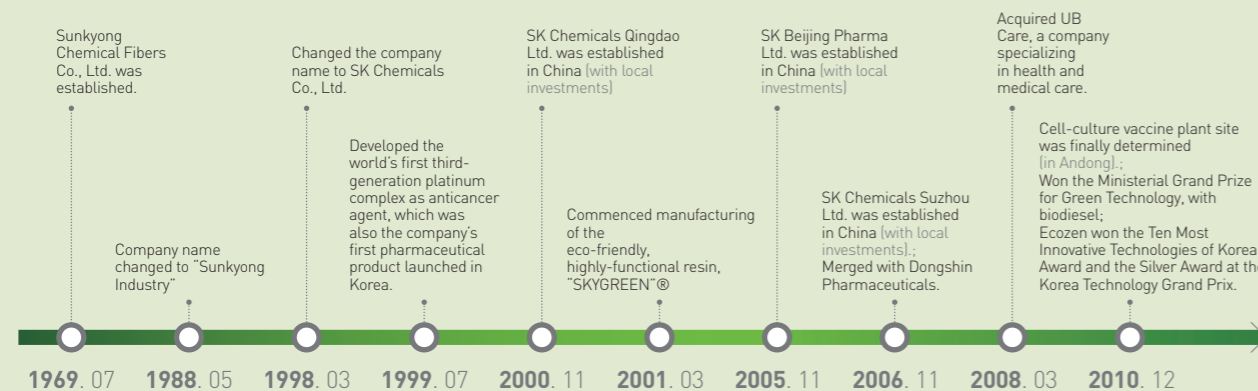 Sunkyong
Chemical Fibers
Co., Ltd. was
established.
Company name
changed to “Sunkyong
Industry”
Changed the company
name to SK Chemicals
Co., Ltd.
Developed the
world’s first third-
generation platinum
complex as anticancer
agent, which was
also the company’s
first pharmaceutical
product launched in
Korea.
SK Chemicals Qingdao
Ltd. was established
in China (with local
investments)
Commenced manufacturing
of the
eco-friendly,
highly-functional resin,
“SKYGREEN”®
SK Beijing Pharma
Ltd. was established
in China (with local
investments)
SK Chemicals Suzhou
Ltd. was established
in China (with local
investments).;
Merged with Dongshin
Pharmaceuticals.
Acquired UB
Care, a company
specializing
in health and
medical care.
Cell-culture vaccine plant site
was finally determined
(in Andong).;
Won the Ministerial Grand Prize
for Green Technology, with
biodiesel;
Ecozen won the Ten Most
Innovative Technologies of Korea
Award and the Silver Award at the
Korea Technology Grand Prix.
1969. 07
1988. 05
1998. 03
1999. 07
2000. 11
2001. 03
2005. 11
2006. 11
2008. 03
2010. 12